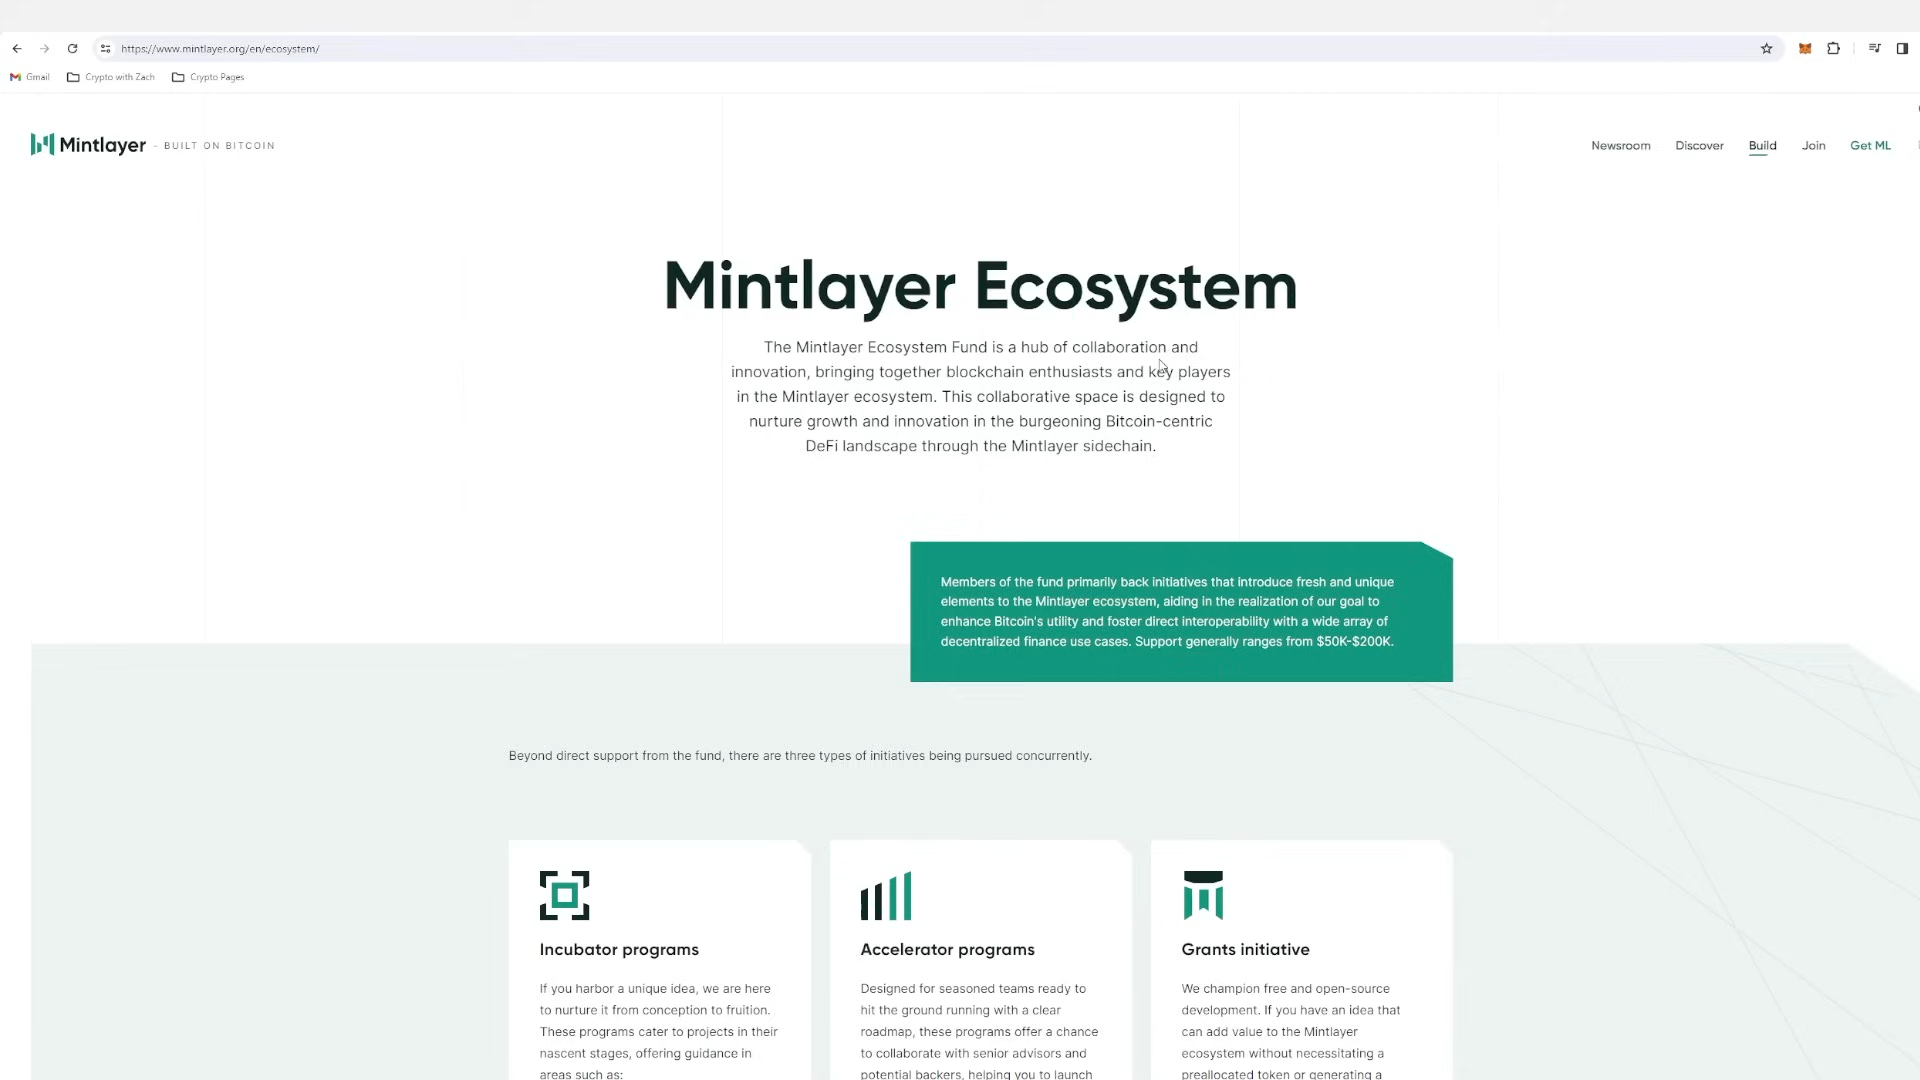 https://www.mintlayer.org/en/ecosystem/
Gmail
Crypto with Zach
Crypto Pages
Mintlayer - BUILT ON BITCOIN
Newsroom
Discover
Build
Join
Get ML
Mintlayer Ecosystem
The Mintlayer Ecosystem Fund is a hub of collaboration and
innovation, bringing together blockchain enthusiasts and key players
in the Mintlayer ecosystem. This collaborative space is designed to
nurture growth and innovation in the burgeoning Bitcoin-centric
DeFi landscape through the Mintlayer sidechain.
Members of the fund primarily back initiatives that introduce fresh and unique
elements to the Mintlayer ecosystem, aiding in the realization of our goal to
enhance Bitcoin's utility and foster direct interoperability with a wide array of
decentralized finance use cases. Support generally ranges from $50K-$200K.
Beyond direct support from the fund, there are three types of initiatives being pursued concurrently.
Incubator programs
If you harbor a unique idea, we are here
to nurture it from conception to fruition.
These programs cater to projects in their
nascent stages, offering guidance in
areas such as:
Accelerator programs
Designed for seasoned teams ready to
hit the ground running with a clear
roadmap, these programs offer a chance
to collaborate with senior advisors and
potential backers, helping you to launch
Grants initiative
We champion free and open-source
development. If you have an idea that
can add value to the Mintlayer
ecosystem without necessitating a
preallocated token or generating a